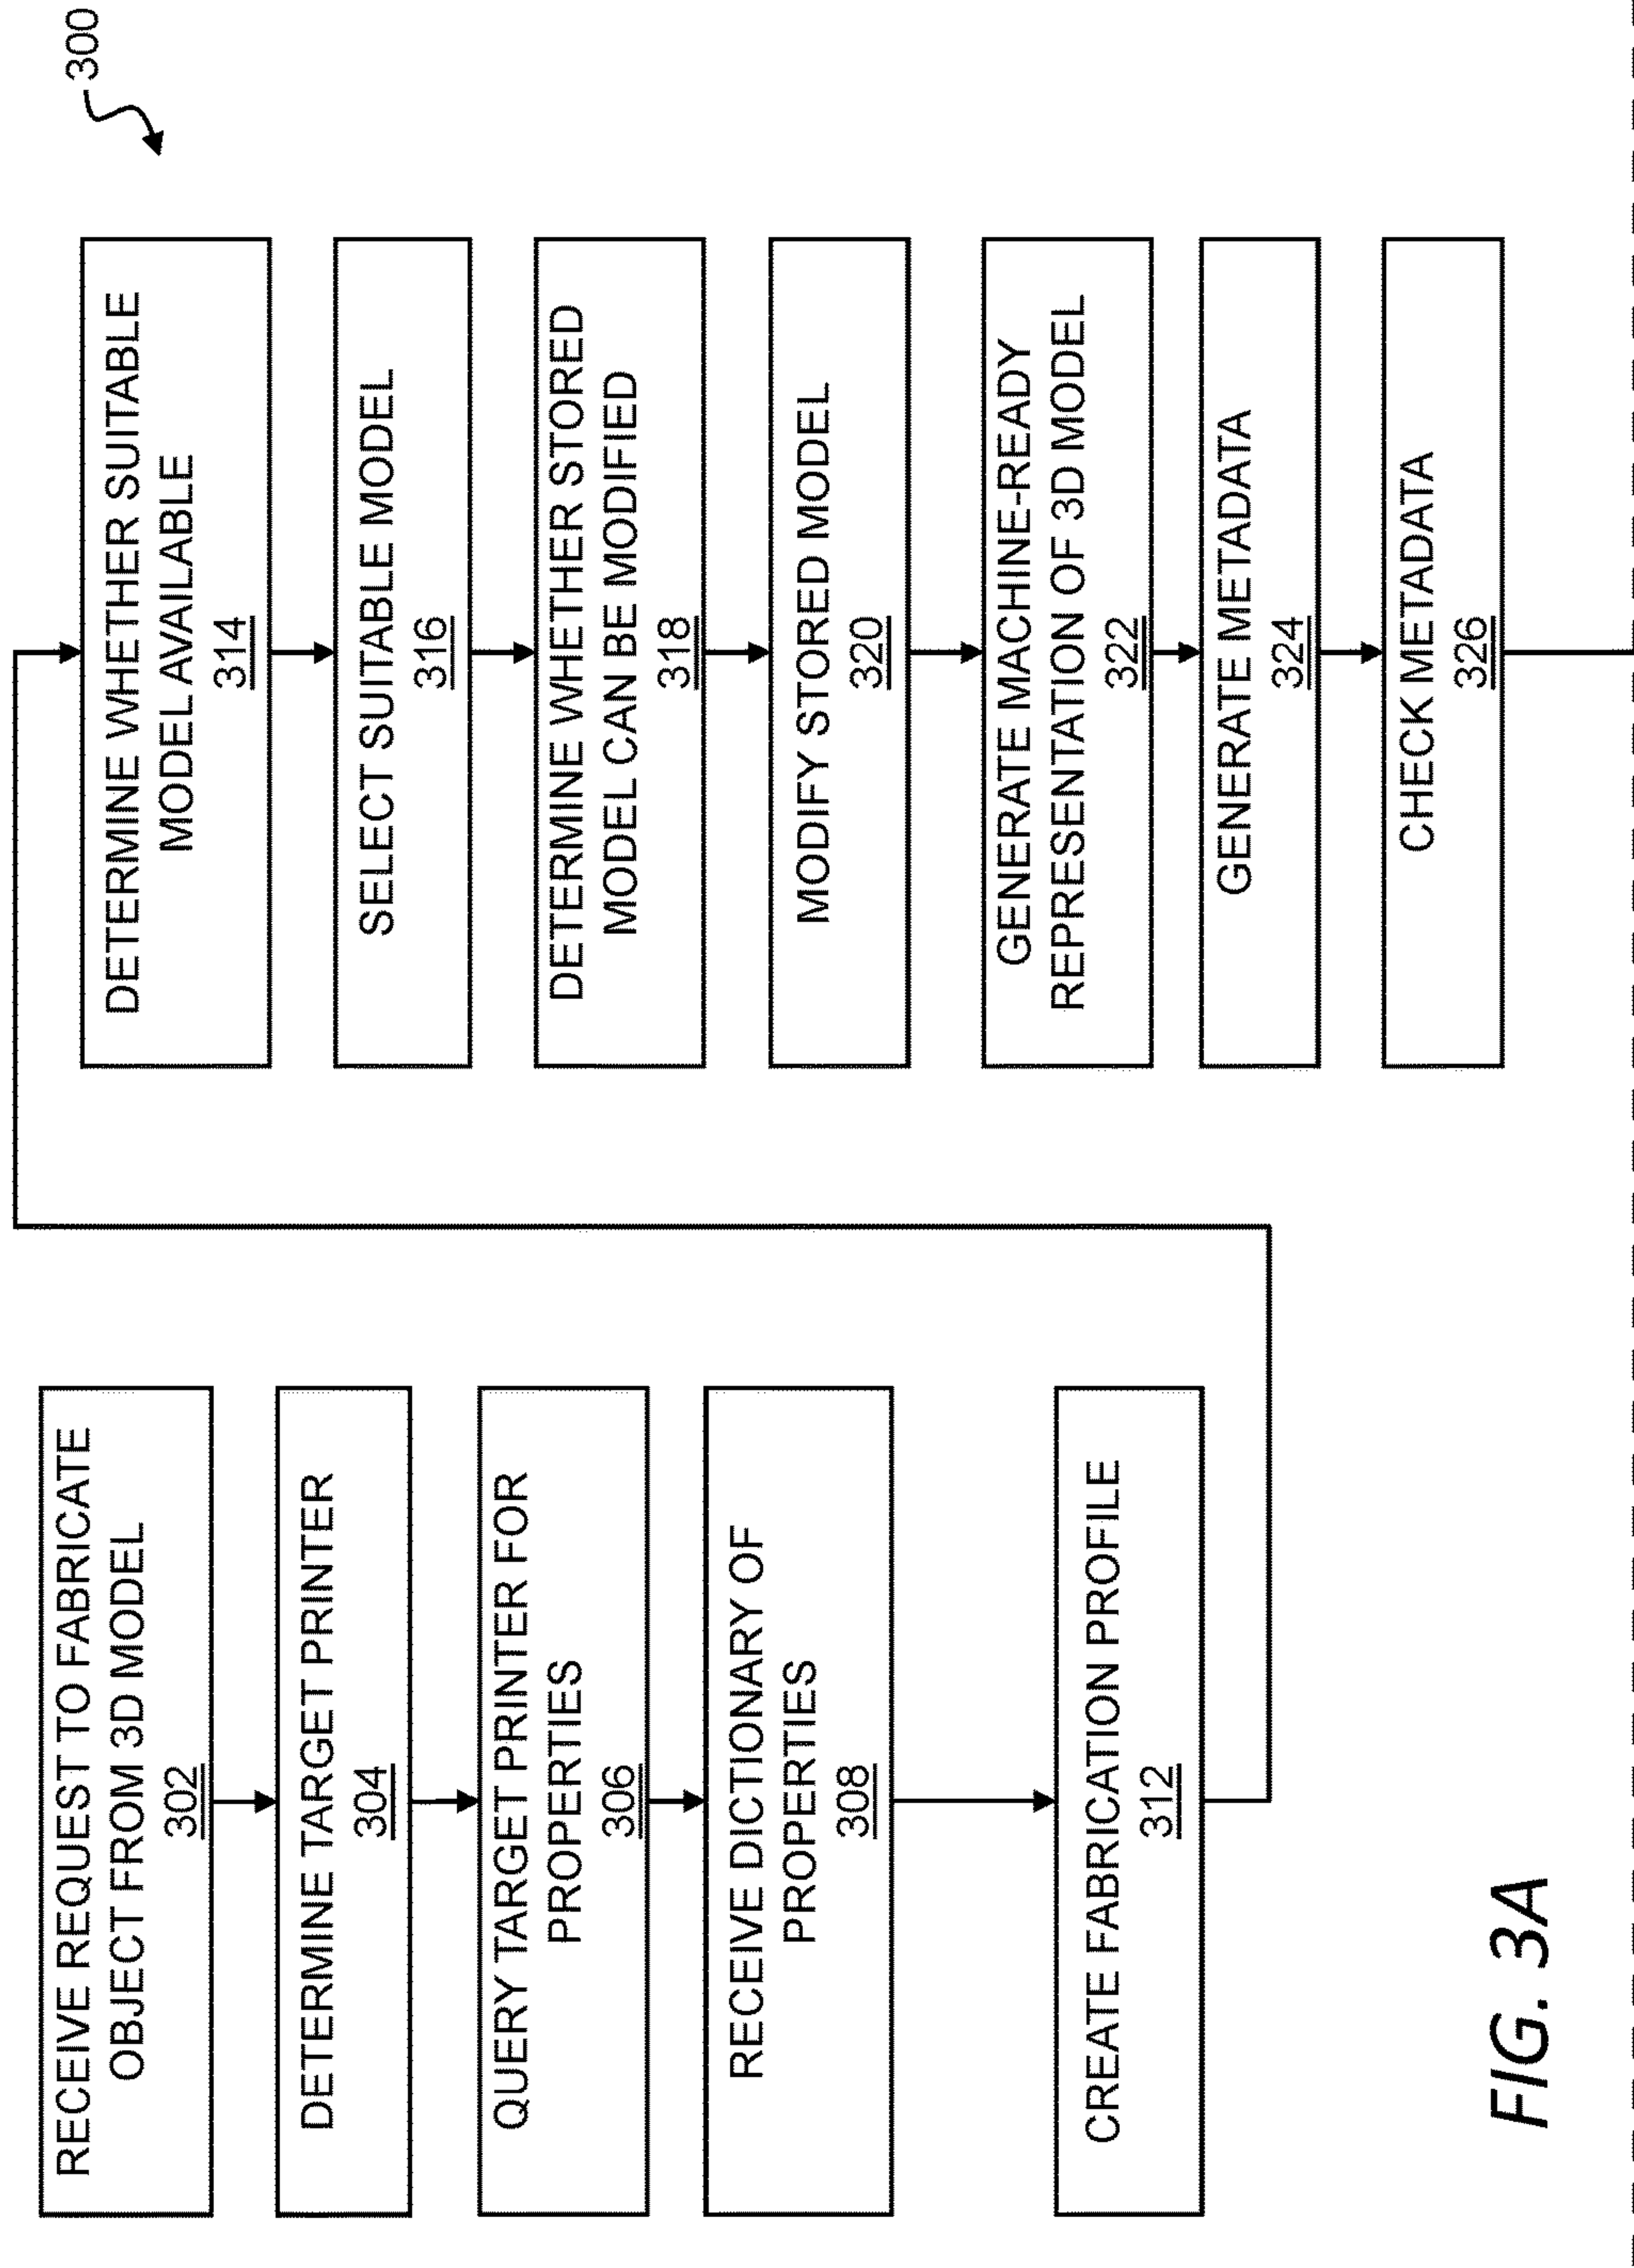 300
RECEIVE REQUEST TO FABRICATE
OBJECT FROM 3D MODEL
302
DETERMINE TARGET PRINTER
304
QUERY TARGET PRINTER FOR
PROPERTIES
306
RECEIVE DICTIONARY OF
PROPERTIES
308
CREATE FABRICATION PROFILE
312
DETERMINE WHETHER SUITABLE
MODEL AVAILABLE
314
SELECT SUITABLE MODEL
316
DETERMINE WHETHER STORED
MODEL CAN BE MODIFIED
318
MODIFY STORED MODEL
320
GENERATE MACHINE-READY
REPRESENTATION OF 3D MODEL
322
GENERATE METADATA
324
CHECK METADATA
326
FIG. 3A